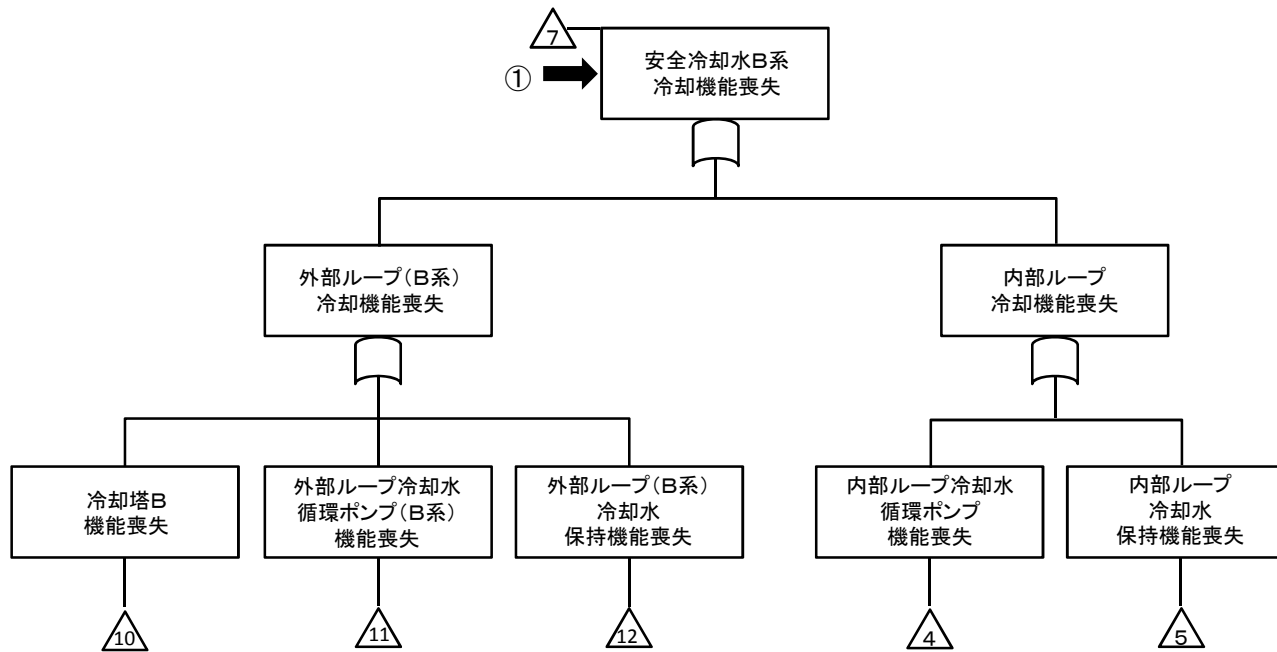 7
安全冷却水B系
冷却機能喪失
①
外部ループ(B系)
冷却機能喪失
内部ループ
冷却機能喪失
冷却塔B
機能喪失
外部ループ冷却水
循環ポンプ(B系)
機能喪失
外部ループ(B系)
冷却水
保持機能喪失
内部ループ冷却水
循環ポンプ
機能喪失
内部ループ
冷却水
保持機能喪失
10
11
12
4
5